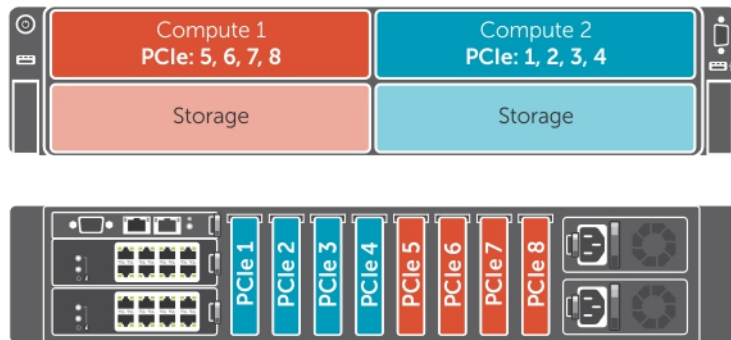 Compute 1
PCIe: 5, 6, 7, 8
Compute 2
PCIe: 1, 2, 3, 4
Storage
Storage
PCIe 1
PCIe 2
PCIe 3
PCIe 4
PCIe 5
PCIe 6
PCIe 7
PCIe 8